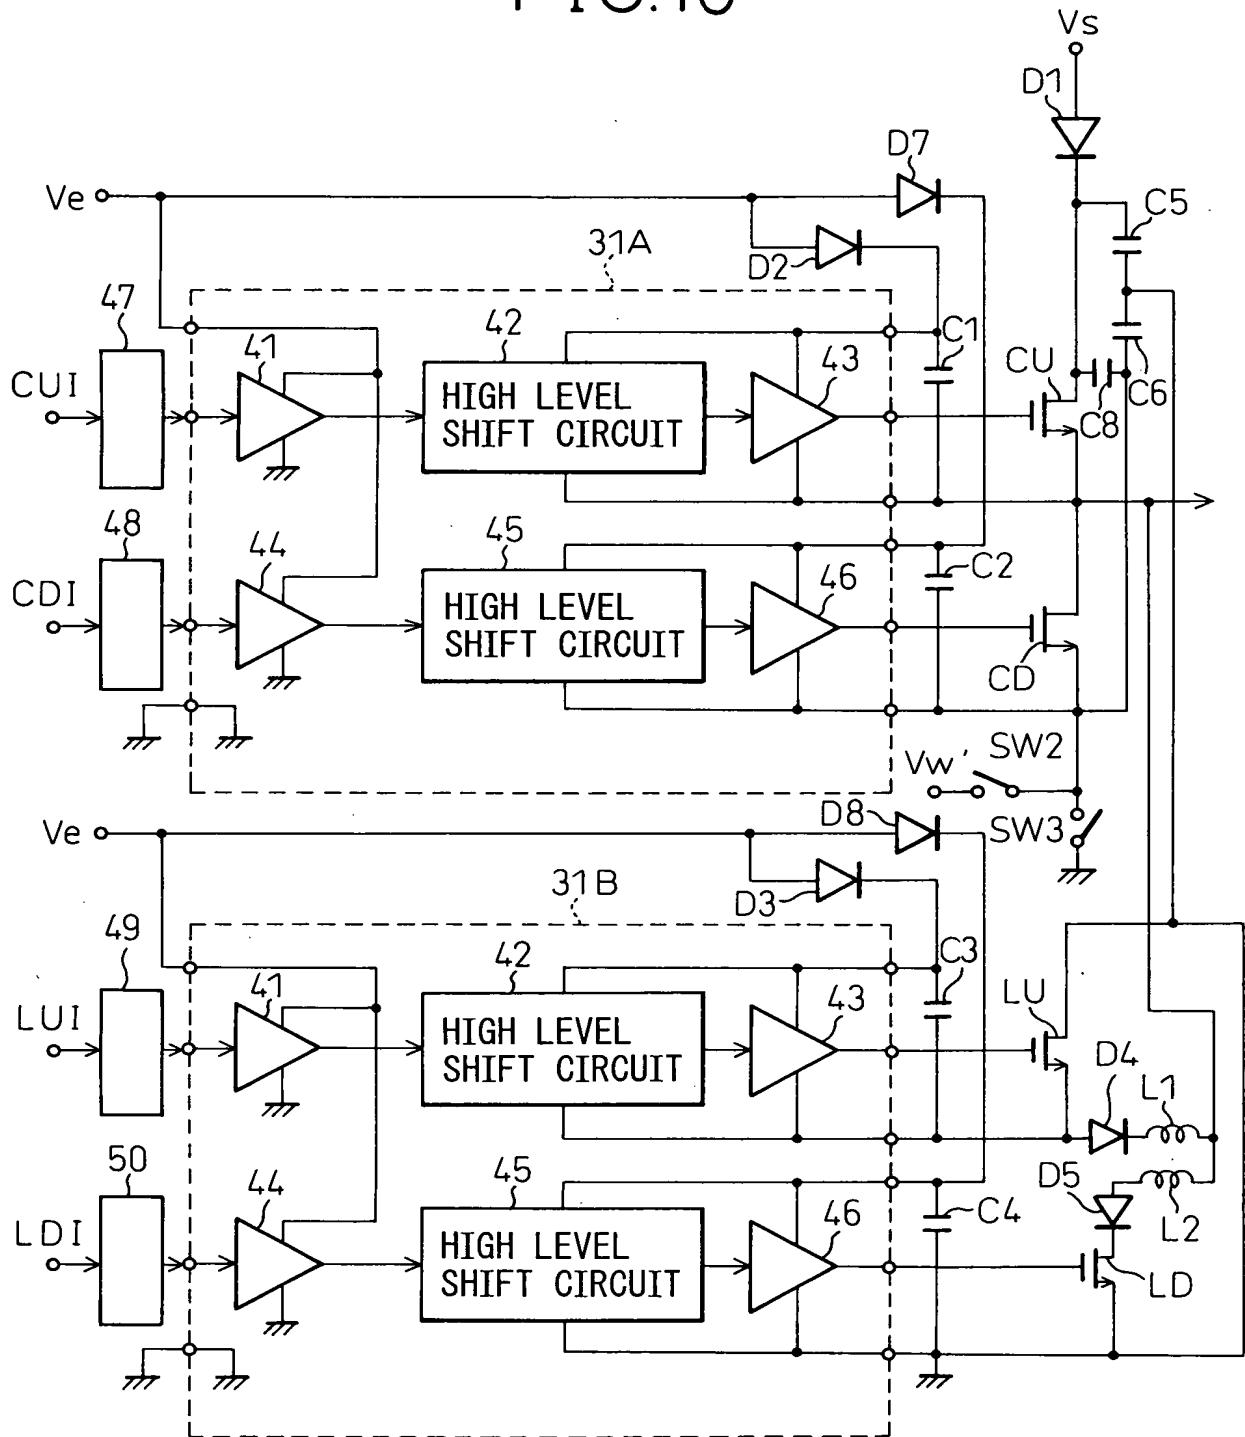 Vs
D1
D7
Ve
C5
31A
D2
47
42
C1
41
43
CU
CUI
HIGH LEVEL
SHIFT CIRCUIT
C8
C6
48
44
45
C2
46
CDI
HIGH LEVEL
SHIFT CIRCUIT
CD
SW2
Vw'
D8
Ve
SW3
31B
D3
49
42
C3
41
43
LU
LUI
HIGH LEVEL
SHIFT CIRCUIT
D4
L1
50
44
45
D5
46
C4
L2
LDI
HIGH LEVEL
SHIFT CIRCUIT
LD